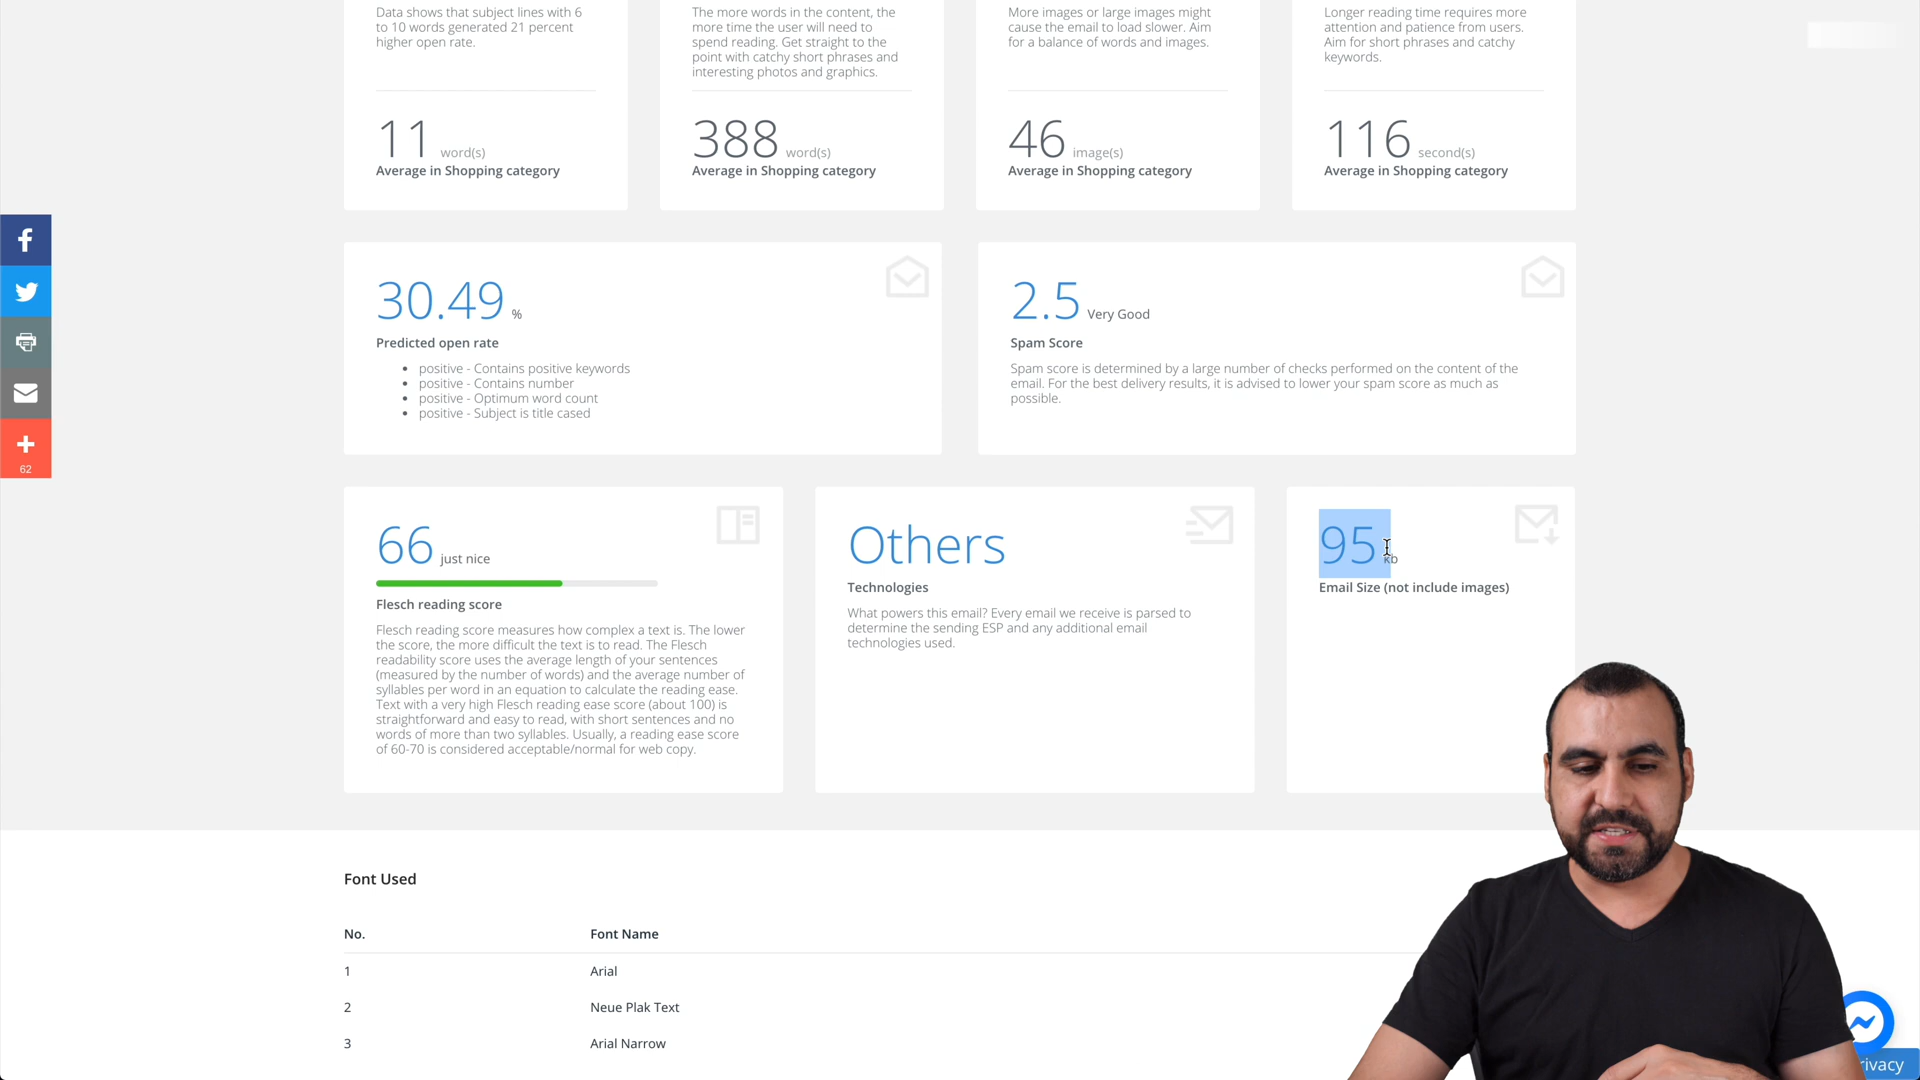 Data shows that subject lines with 6
to 10 words generated 21 percent
higher open rate.
11 word(s)
Average in Shopping category
The more words in the content, the
more time the user will need to
spend reading. Get straight to the
point with catchy short phrases and
interesting photos and graphics.
388 word(s)
Average in Shopping category
More images or large images might
cause the email to load slower. Aim
for a balance of words and images.
46 image(s)
Average in Shopping category
Longer reading time requires more
attention and patience from users.
Aim for short phrases and catchy
keywords.
116 second(s)
Average in Shopping category
62
30.49 %
Predicted open rate
positive - Contains positive keywords
positive - Contains number
positive - Optimum word count
positive - Subject is title cased
2.5 Very Good
Spam Score
Spam score is determined by a large number of checks performed on the content of the
email. For the best delivery results, it is advised to lower your spam score as much as
possible.
66 just nice
Flesch reading score
Flesch reading score measures how complex a text is. The lower
the score, the more difficult the text is to read. The Flesch
readability score uses the average length of your sentences
(measured by the number of words) and the average number of
syllables per word in an equation to calculate the reading ease.
Text with a very high Flesch reading ease score (about 100) is
straightforward and easy to read, with short sentences and no
words of more than two syllables. Usually, a reading ease score
of 60-70 is considered acceptable/normal for web copy.
Others
Technologies
What powers this email? Every email we receive is parsed to
determine the sending ESP and any additional email
technologies used.
95 kb
Email Size (not include images)
Font Used
No. Font Name
1 Arial
2 Neue Plak Text
3 Arial Narrow
rivacy